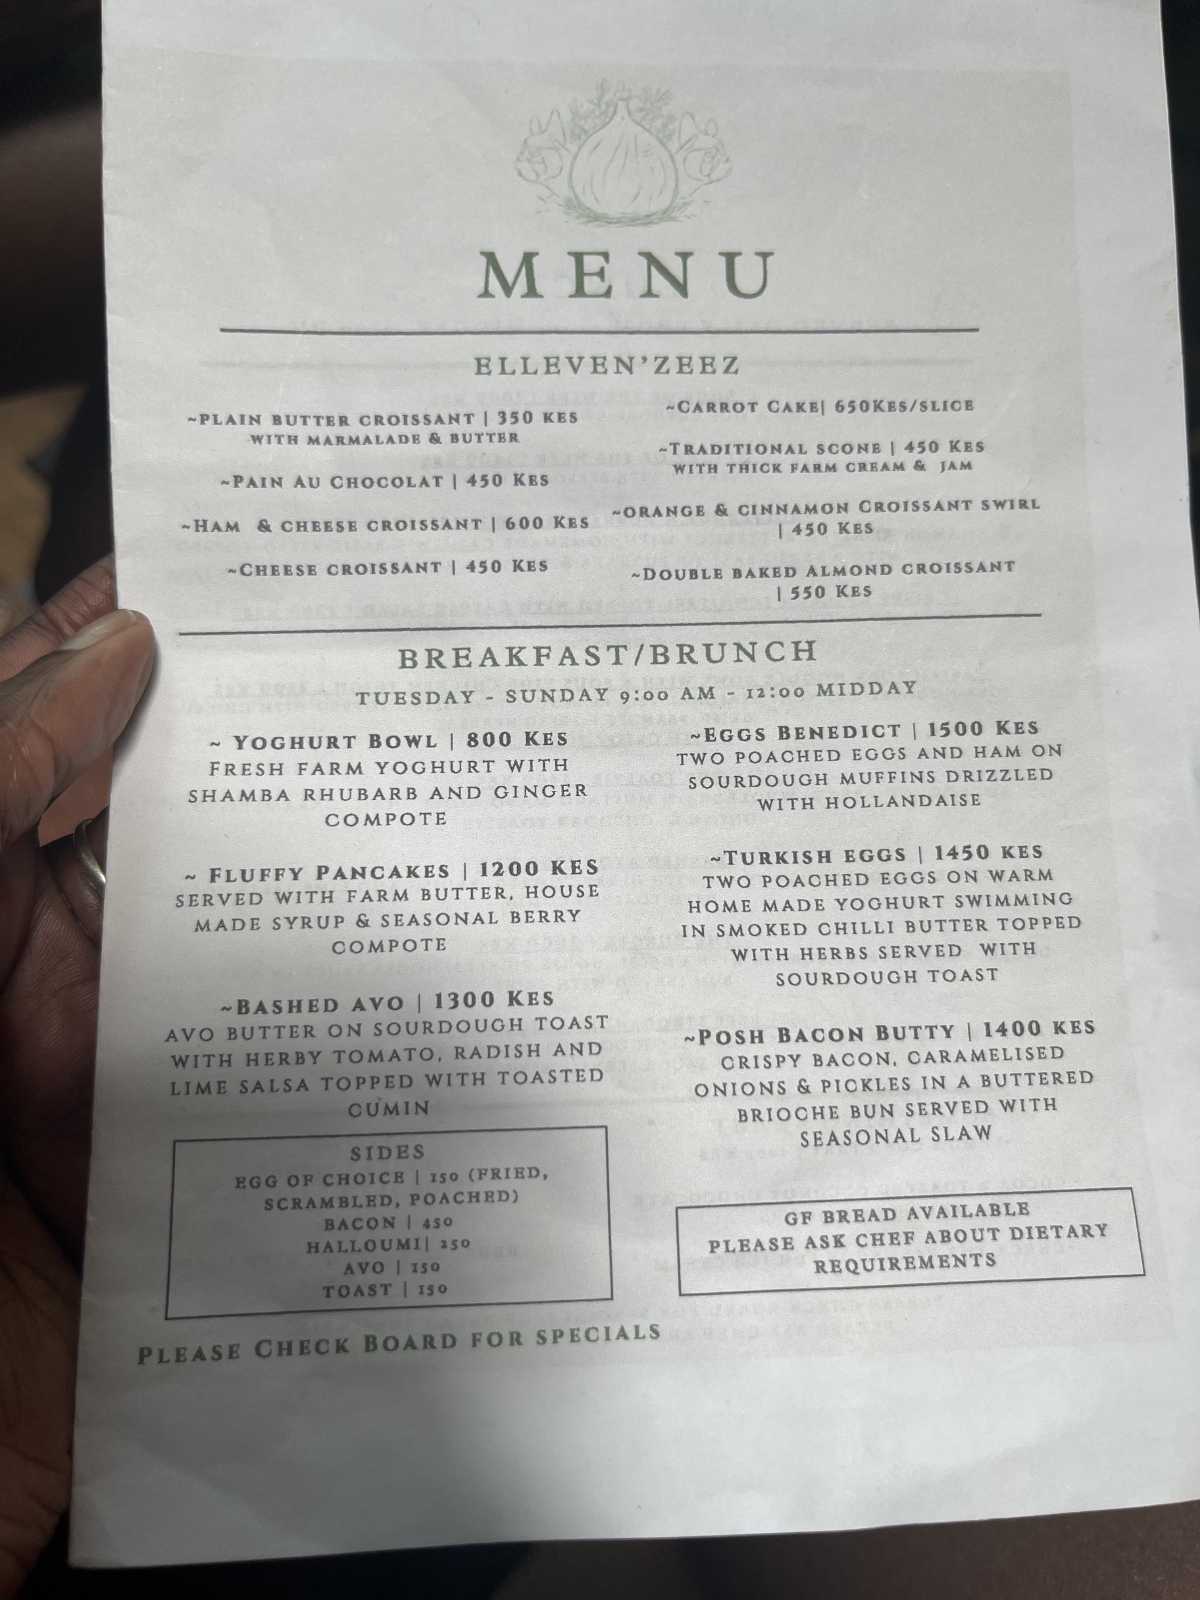 MENU
ELLEVEN'ZEEZ
~PLAIN BUTTER CROISSANT | 350 KES
WITH MARMALADE & BUTTER
~PAIN AU CHOCOLAT | 450 KES
~HAM & CHEESE CROISSANT | 600 KES
~CHEESE CROISSANT | 450 KES
~CARROT CAKE| 650KES/SLICE
~TRADITIONAL SCONE | 450 KES
WITH THICK FARM CREAM & JAM
~ORANGE & CINNAMON CROISSANT SWIRL
| 450 KES
~DOUBLE BAKED ALMOND CROISSANT
| 550 KES
BREAKFAST/BRUNCH
TUESDAY - SUNDAY 9:00 AM - 12:00 MIDDAY
~ YOGHURT BOWL | 800 KES
FRESH FARM YOGHURT WITH
SHAMBA RHUBARB AND GINGER
COMPOTE
~ FLUFFY PANCAKES | 1200 KES
SERVED WITH FARM BUTTER, HOUSE
MADE SYRUP & SEASONAL BERRY
COMPOTE
~BASHED AVO | 1300 KES
AVO BUTTER ON SOURDOUGH TOAST
WITH HERBY TOMATO, RADISH AND
LIME SALSA TOPPED WITH TOASTED
CUMIN
SIDES
EGG OF CHOICE | 150 (FRIED,
SCRAMBLED, POACHED)
BACON | 450
HALLOUMI| 250
AVO | 150
TOAST | 150
~EGGS BENEDICT | 1500 KES
TWO POACHED EGGS AND HAM ON
SOURDOUGH MUFFINS DRIZZLED
WITH HOLLANDAISE
~TURKISH EGGS | 1450 KES
TWO POACHED EGGS ON WARM
HOME MADE YOGHURT SWIMMING
IN SMOKED CHILLI BUTTER TOPPED
WITH HERBS SERVED WITH
SOURDOUGH TOAST
~POSH BACON BUTTY | 1400 KES
CRISPY BACON, CARAMELISED
ONIONS & PICKLES IN A BUTTERED
BRIOCHE BUN SERVED WITH
SEASONAL SLAW
GF BREAD AVAILABLE
PLEASE ASK CHEF ABOUT DIETARY
REQUIREMENTS
PLEASE CHECK BOARD FOR SPECIALS